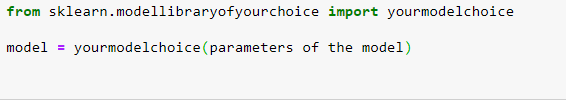 from sklearn.modellibraryofyourchoice import yourmodelchoice
model = yourmodelchoice(parameters of the model)